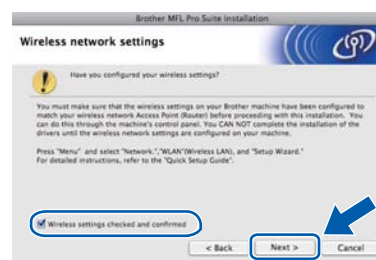 Brother MFL Pro Suite Installation
Wireless network settings
Have you configured your wireless settings?
You must make sure that the wireless settings on your Brother machine have been configured to
match your wireless network Access Point (Router) before proceeding with this installation. You
can do this through the machine's control panel. You CAN NOT complete the installation of the
drivers until the wireless network settings are configured on your machine.
Press "Menu" and select "Network.","WLAN"(Wireless LAN), and "Setup Wizard."
For detailed instructions, refer to the "Quick Setup Guide".
Wireless settings checked and confirmed
< Back
Next >
Cancel